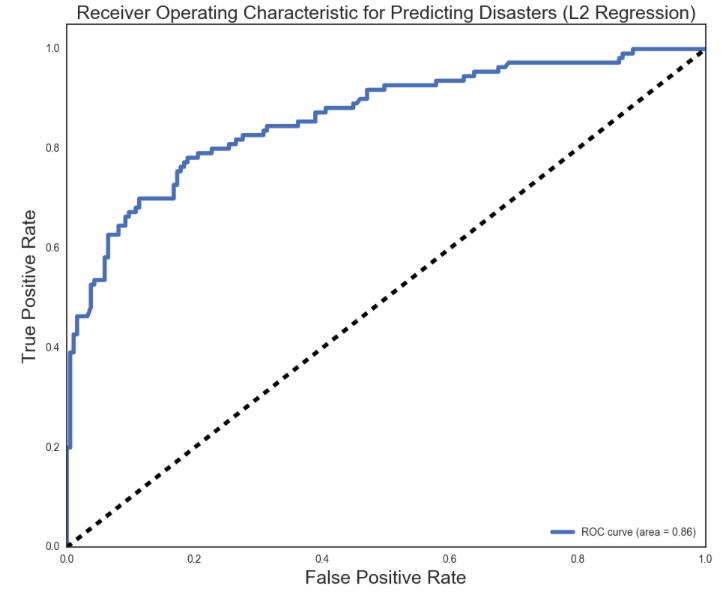 Receiver Operating Characteristic for Predicting Disasters (L2 Regression)
True Positive Rate
1.0
0.8
0.6
0.4
0.2
0.0
ROC curve (area = 0.86)
0.0 0.2 0.4 0.6 0.8 1.0
False Positive Rate